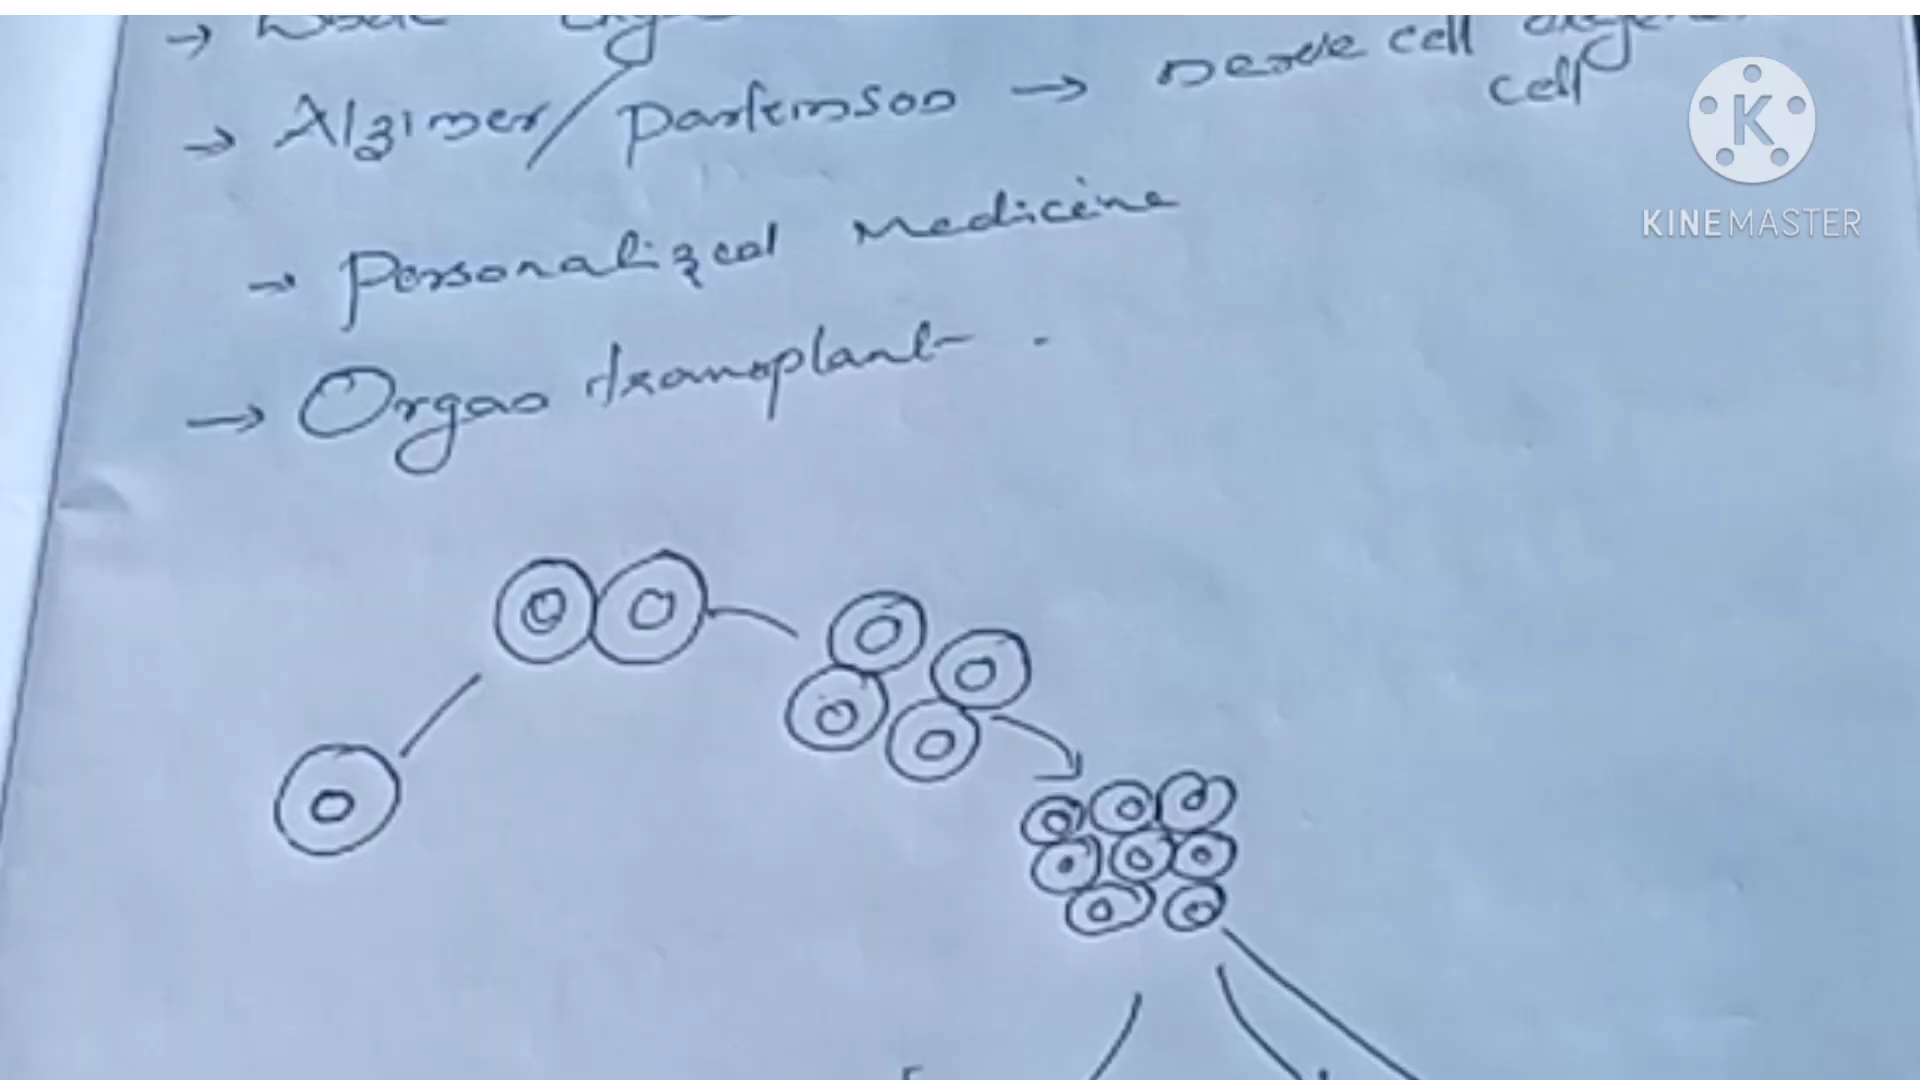 → Alzimer/parkinson → nerve cell
cell
→ Personalized Medicine
→ Organ transplant.
KINEMASTER